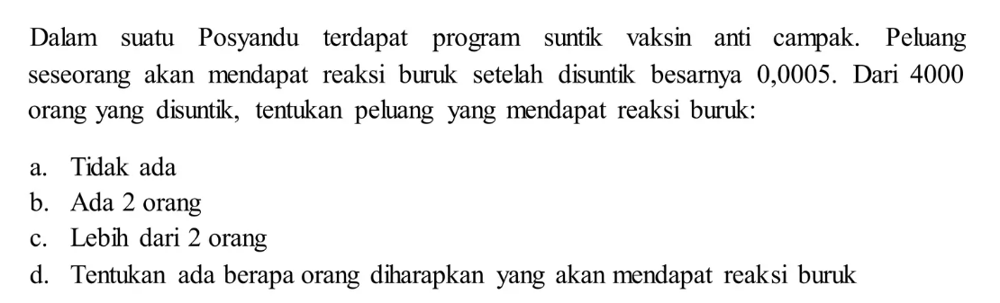 Dalam suatu Posyandu terdapat program suntik vaksin anti campak. Peluang
seseorang akan mendapat reaksi buruk setelah disuntik besarnya 0,0005. Dari 4000
orang yang disuntik, tentukan peluang yang mendapat reaksi buruk:
a. Tidak ada
b. Ada 2 orang
c. Lebih dari 2 orang
d. Tentukan ada berapa orang diharapkan yang akan mendapat reaksi buruk